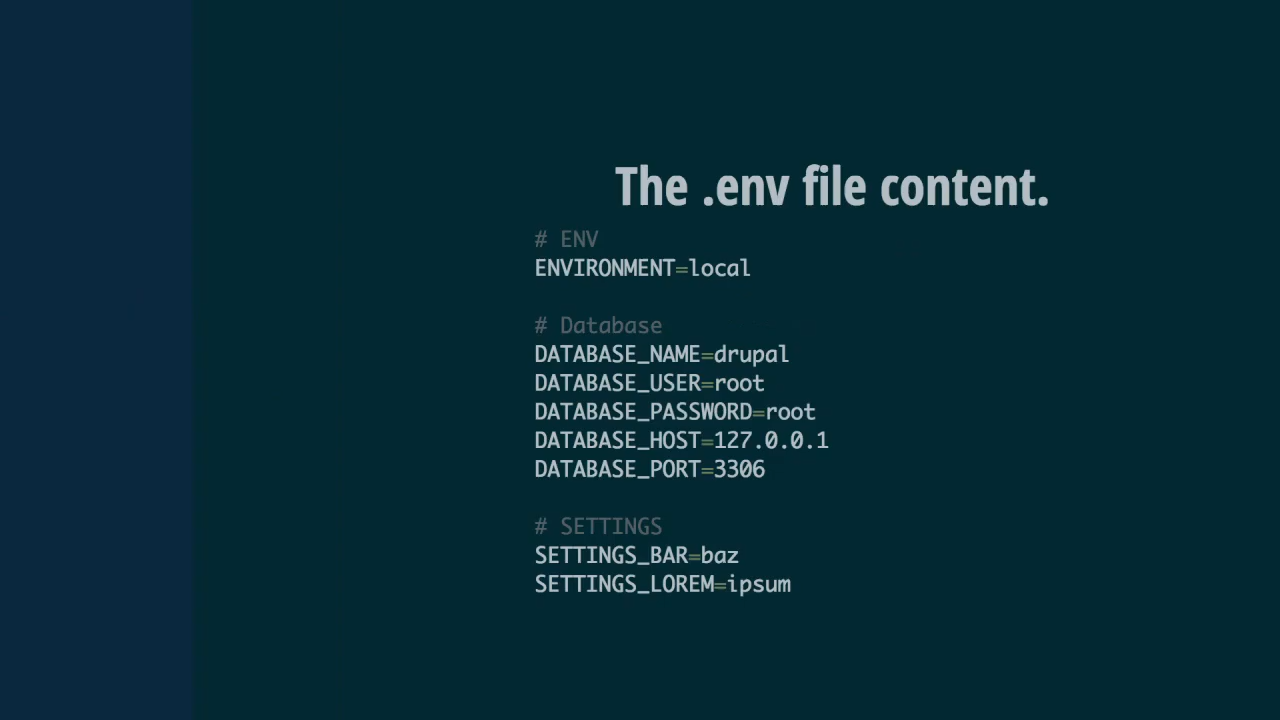 The .env file content.
# ENV
ENVIRONMENT=local
# Database
DATABASE_NAME=drupal
DATABASE_USER=root
DATABASE_PASSWORD=root
DATABASE_HOST=127.0.0.1
DATABASE_PORT=3306
# SETTINGS
SETTINGS_BAR=baz
SETTINGS_LOREM=ipsum